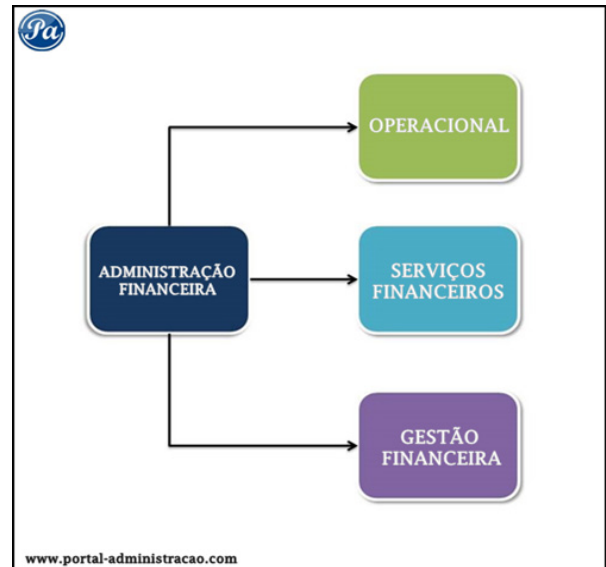 Pa
OPERACIONAL
ADMINISTRAÇÃO
FINANCEIRA
SERVIÇOS
FINANCEIROS
GESTÃO
FINANCEIRA
www.portal-administracao.com